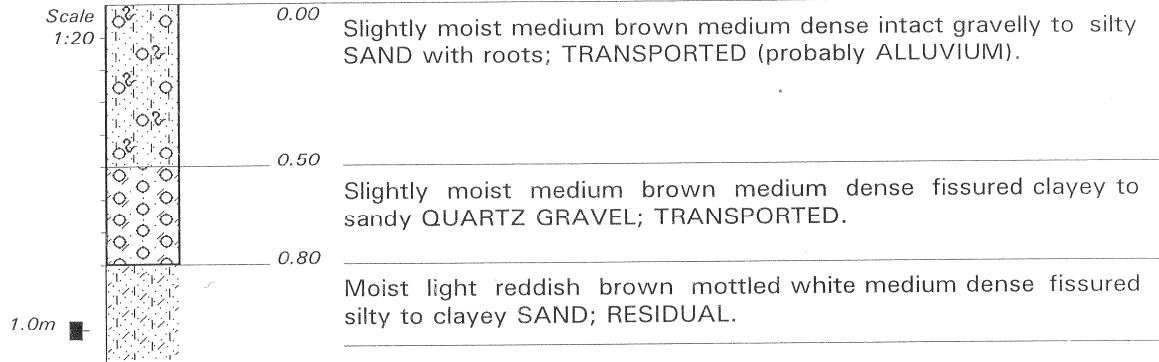 Scale
1:20
0.00
Slightly moist medium brown medium dense intact gravelly to silty
SAND with roots; TRANSPORTED (probably ALLUVIUM).
0.50
Slightly moist medium brown medium dense fissured clayey to
sandy QUARTZ GRAVEL; TRANSPORTED.
0.80
Moist light reddish brown mottled white medium dense fissured
silty to clayey SAND; RESIDUAL.
1.0m